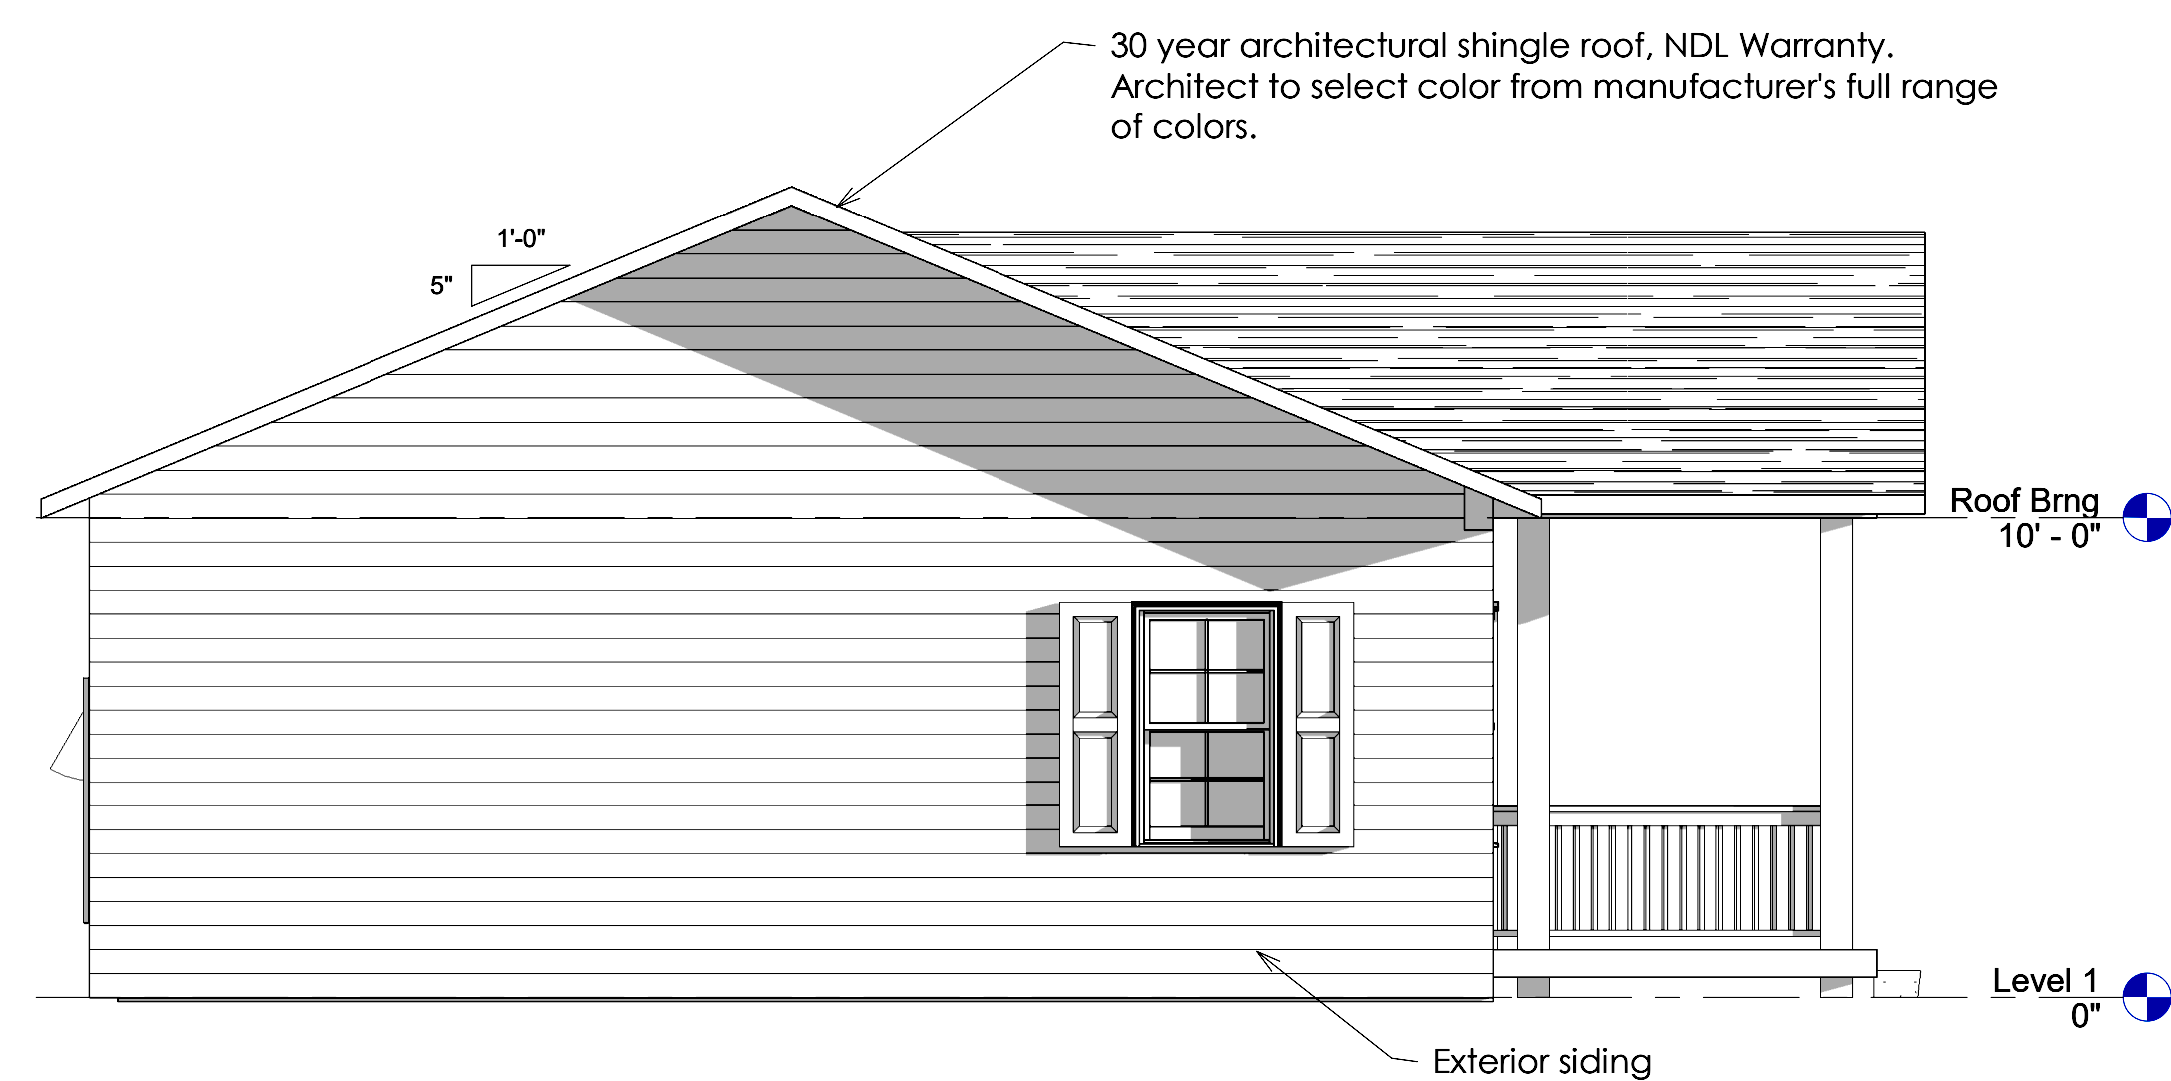 30 year architectural shingle roof, NDL Warranty.
Architect to select color from manufacturer's full range
of colors.
1'-0"
5"
Roof Brng
10' - 0"
Level 1
0"
Exterior siding